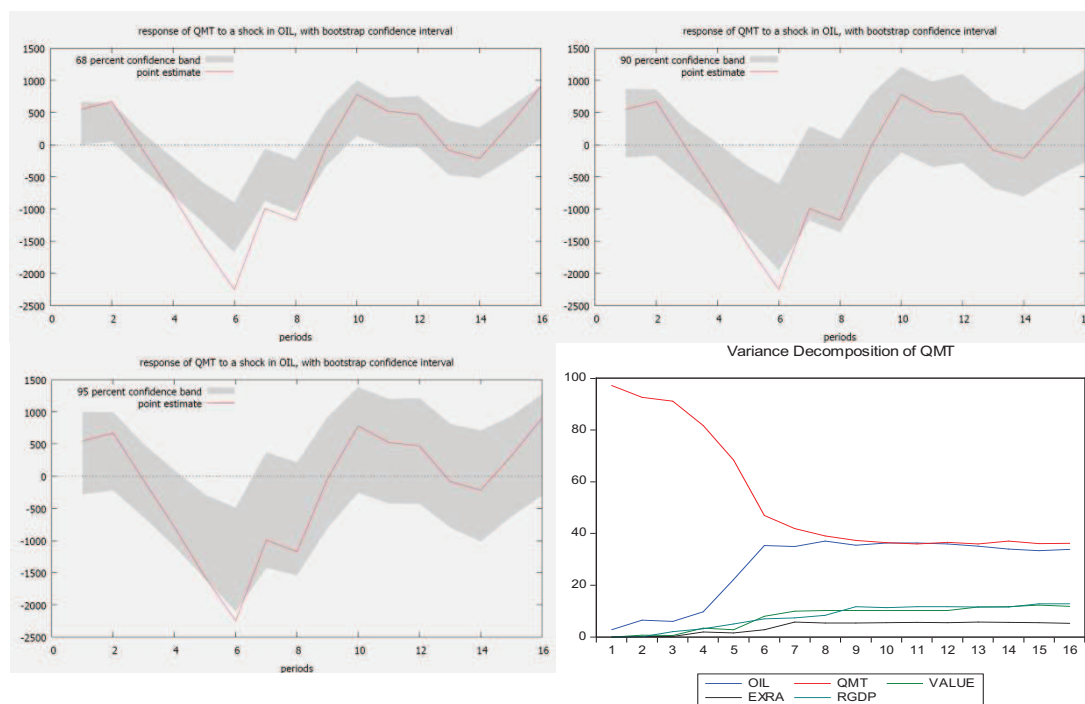 response of QMT to a shock in OIL, with bootstrap confidence interval
1500
68 percent confidence band
1000
point estimate
500
0
-500
-1000
-1500
-2000
-2500
0 2 4 6 8 10 12 14 16
periods
response of QMT to a shock in OIL, with bootstrap confidence interval
1500
90 percent confidence band
1000
point estimate
500
0
-500
-1000
-1500
-2000
-2500
0 2 4 6 8 10 12 14 16
periods
response of QMT to a shock in OIL, with bootstrap confidence interval
1500
95 percent confidence band
1000
point estimate
500
0
-500
-1000
-1500
-2000
-2500
0 2 4 6 8 10 12 14 16
periods
Variance Decomposition of QMT
100
80
60
40
20
0
1 2 3 4 5 6 7 8 9 10 11 12 13 14 15 16
OIL QMT VALUE
EXRA RGDP